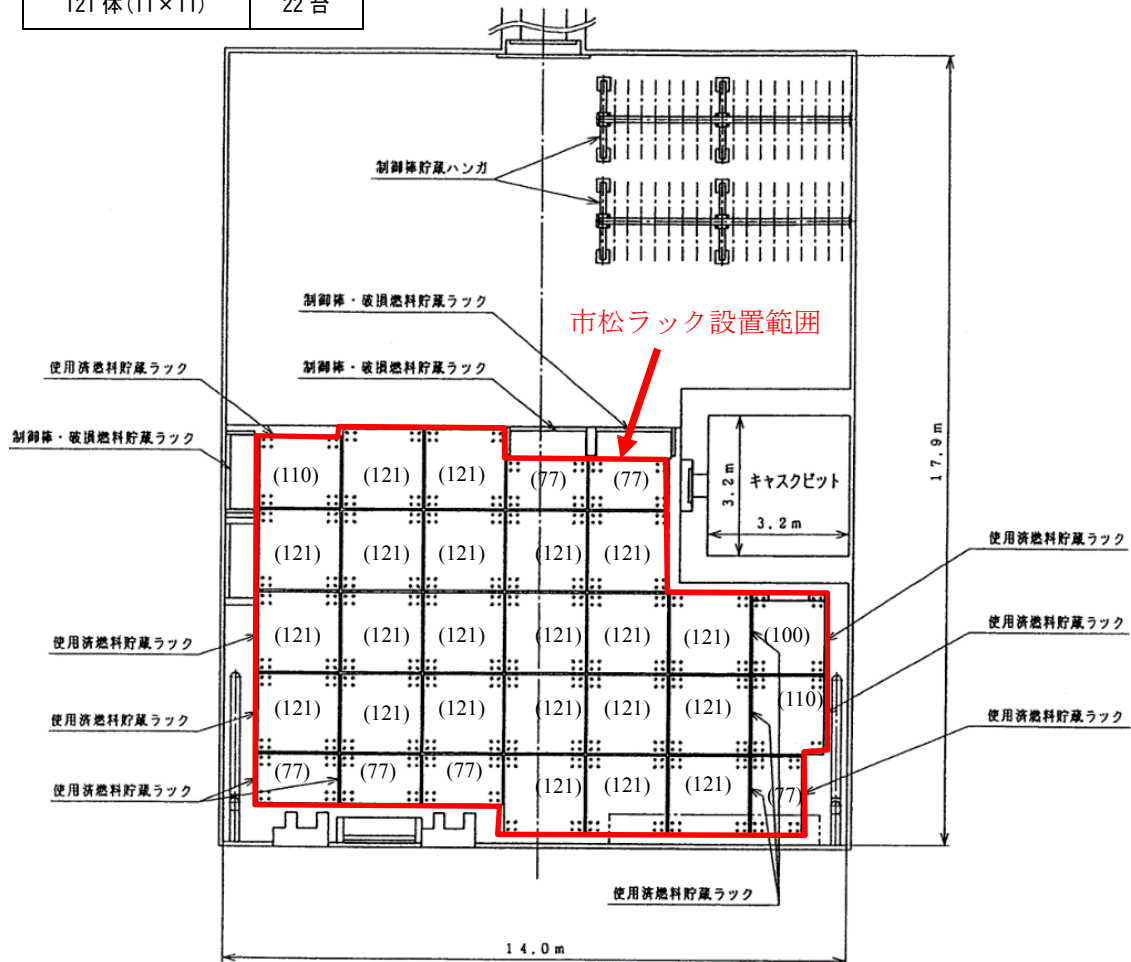 121 体(11×11) 22 台
制御棒貯蔵ハンガ
制御棒・破損燃料貯蔵ラック
市松ラック設置範囲
使用済燃料貯蔵ラック
制御棒・破損燃料貯蔵ラック
制御棒・破損燃料貯蔵ラック
17.9m
(110) (121) (121) (77) (77)
3.2m
キャスクピット
3.2m
使用済燃料貯蔵ラック
(121) (121) (121) (121) (121)
使用済燃料貯蔵ラック
使用済燃料貯蔵ラック
(121) (121) (121) (121) (121) (121) (100)
使用済燃料貯蔵ラック
(121) (121) (121) (121) (121) (121) (110)
使用済燃料貯蔵ラック
使用済燃料貯蔵ラック
(77) (77) (77) (121) (121) (121) (77)
使用済燃料貯蔵ラック
14.0m